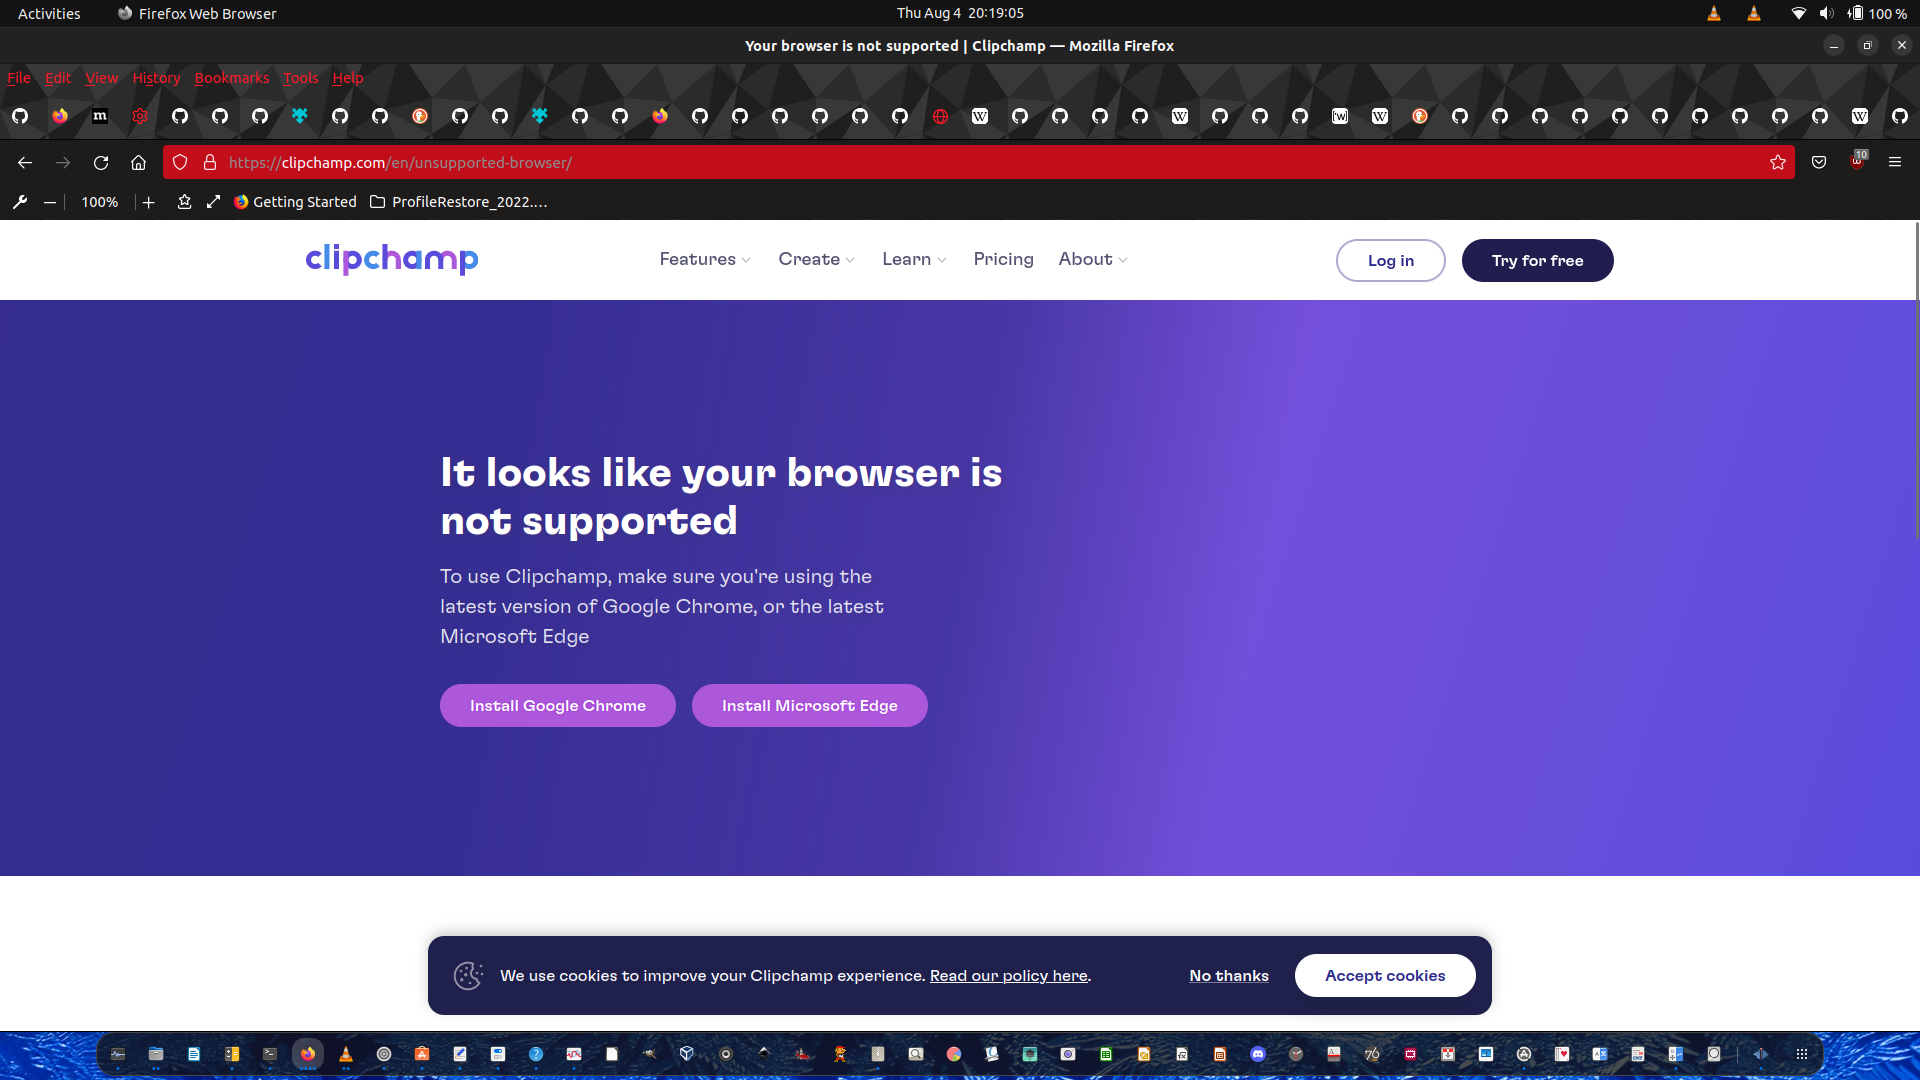 Activities Firefox Web Browser Thu Aug 4 20:19:05 100 %
Your browser is not supported | Clipchamp — Mozilla Firefox
File Edit View History Bookmarks Tools Help
https://clipchamp.com/en/unsupported-browser/ 10
100% Getting Started ProfileRestore_2022....
clipchamp Features Create Learn Pricing About Log in Try for free
It looks like your browser is
not supported
To use Clipchamp, make sure you're using the
latest version of Google Chrome, or the latest
Microsoft Edge
Install Google Chrome Install Microsoft Edge
We use cookies to improve your Clipchamp experience. Read our policy here. No thanks Accept cookies